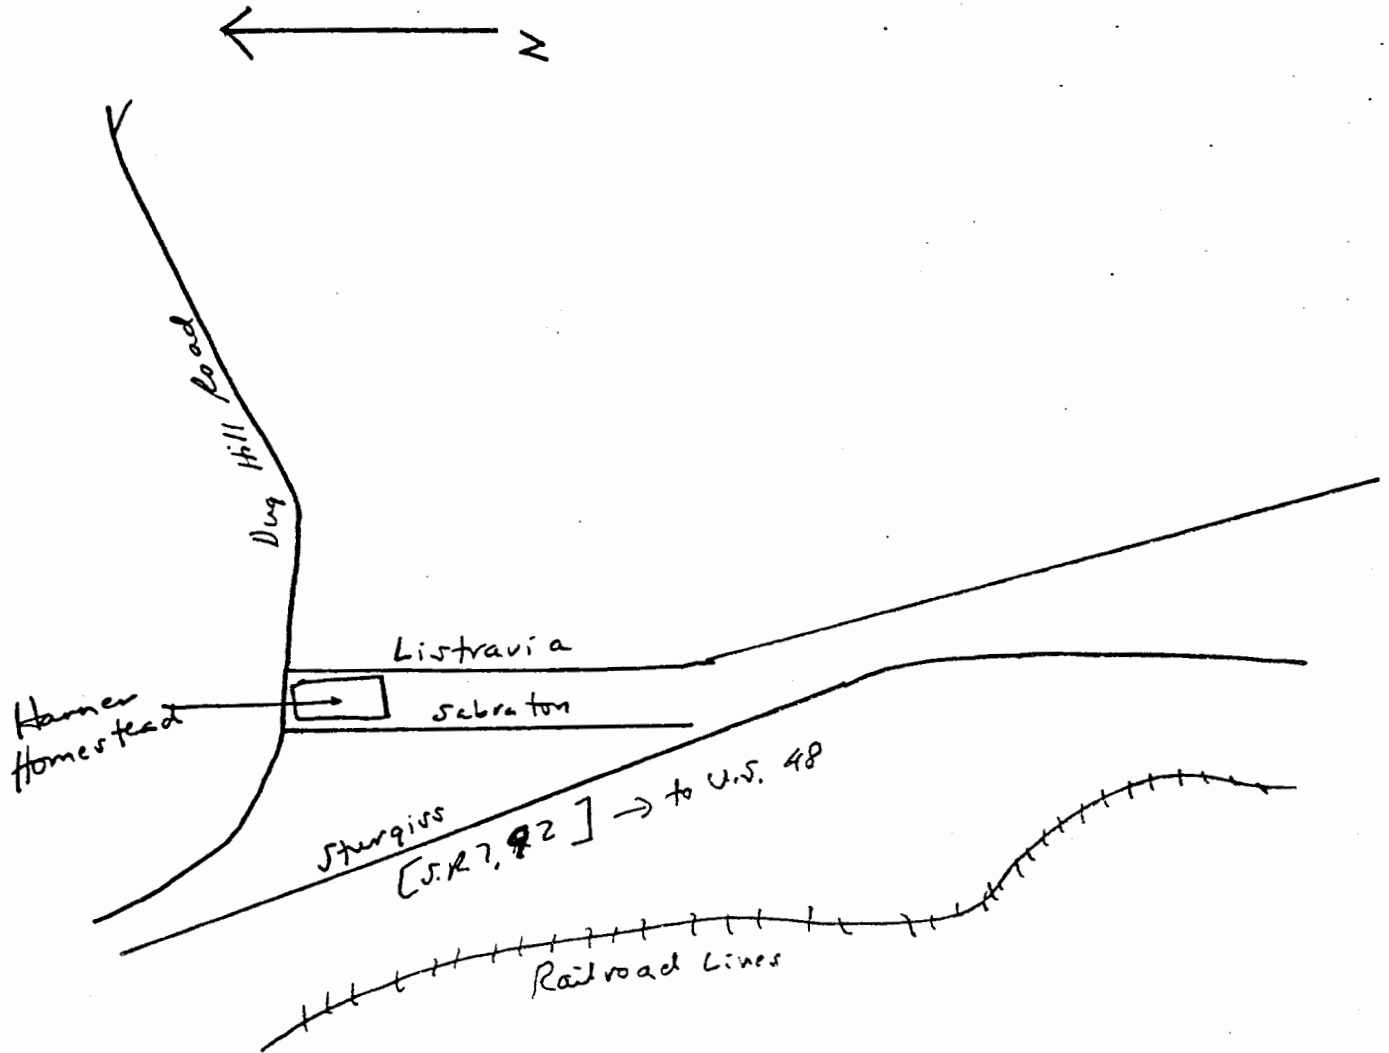 N
Dug Hill Road
Listravia
Harner
Homestead
Sabraton
Sturgiss
[S.R. 7, 92] → to U.S. 48
Railroad Lines